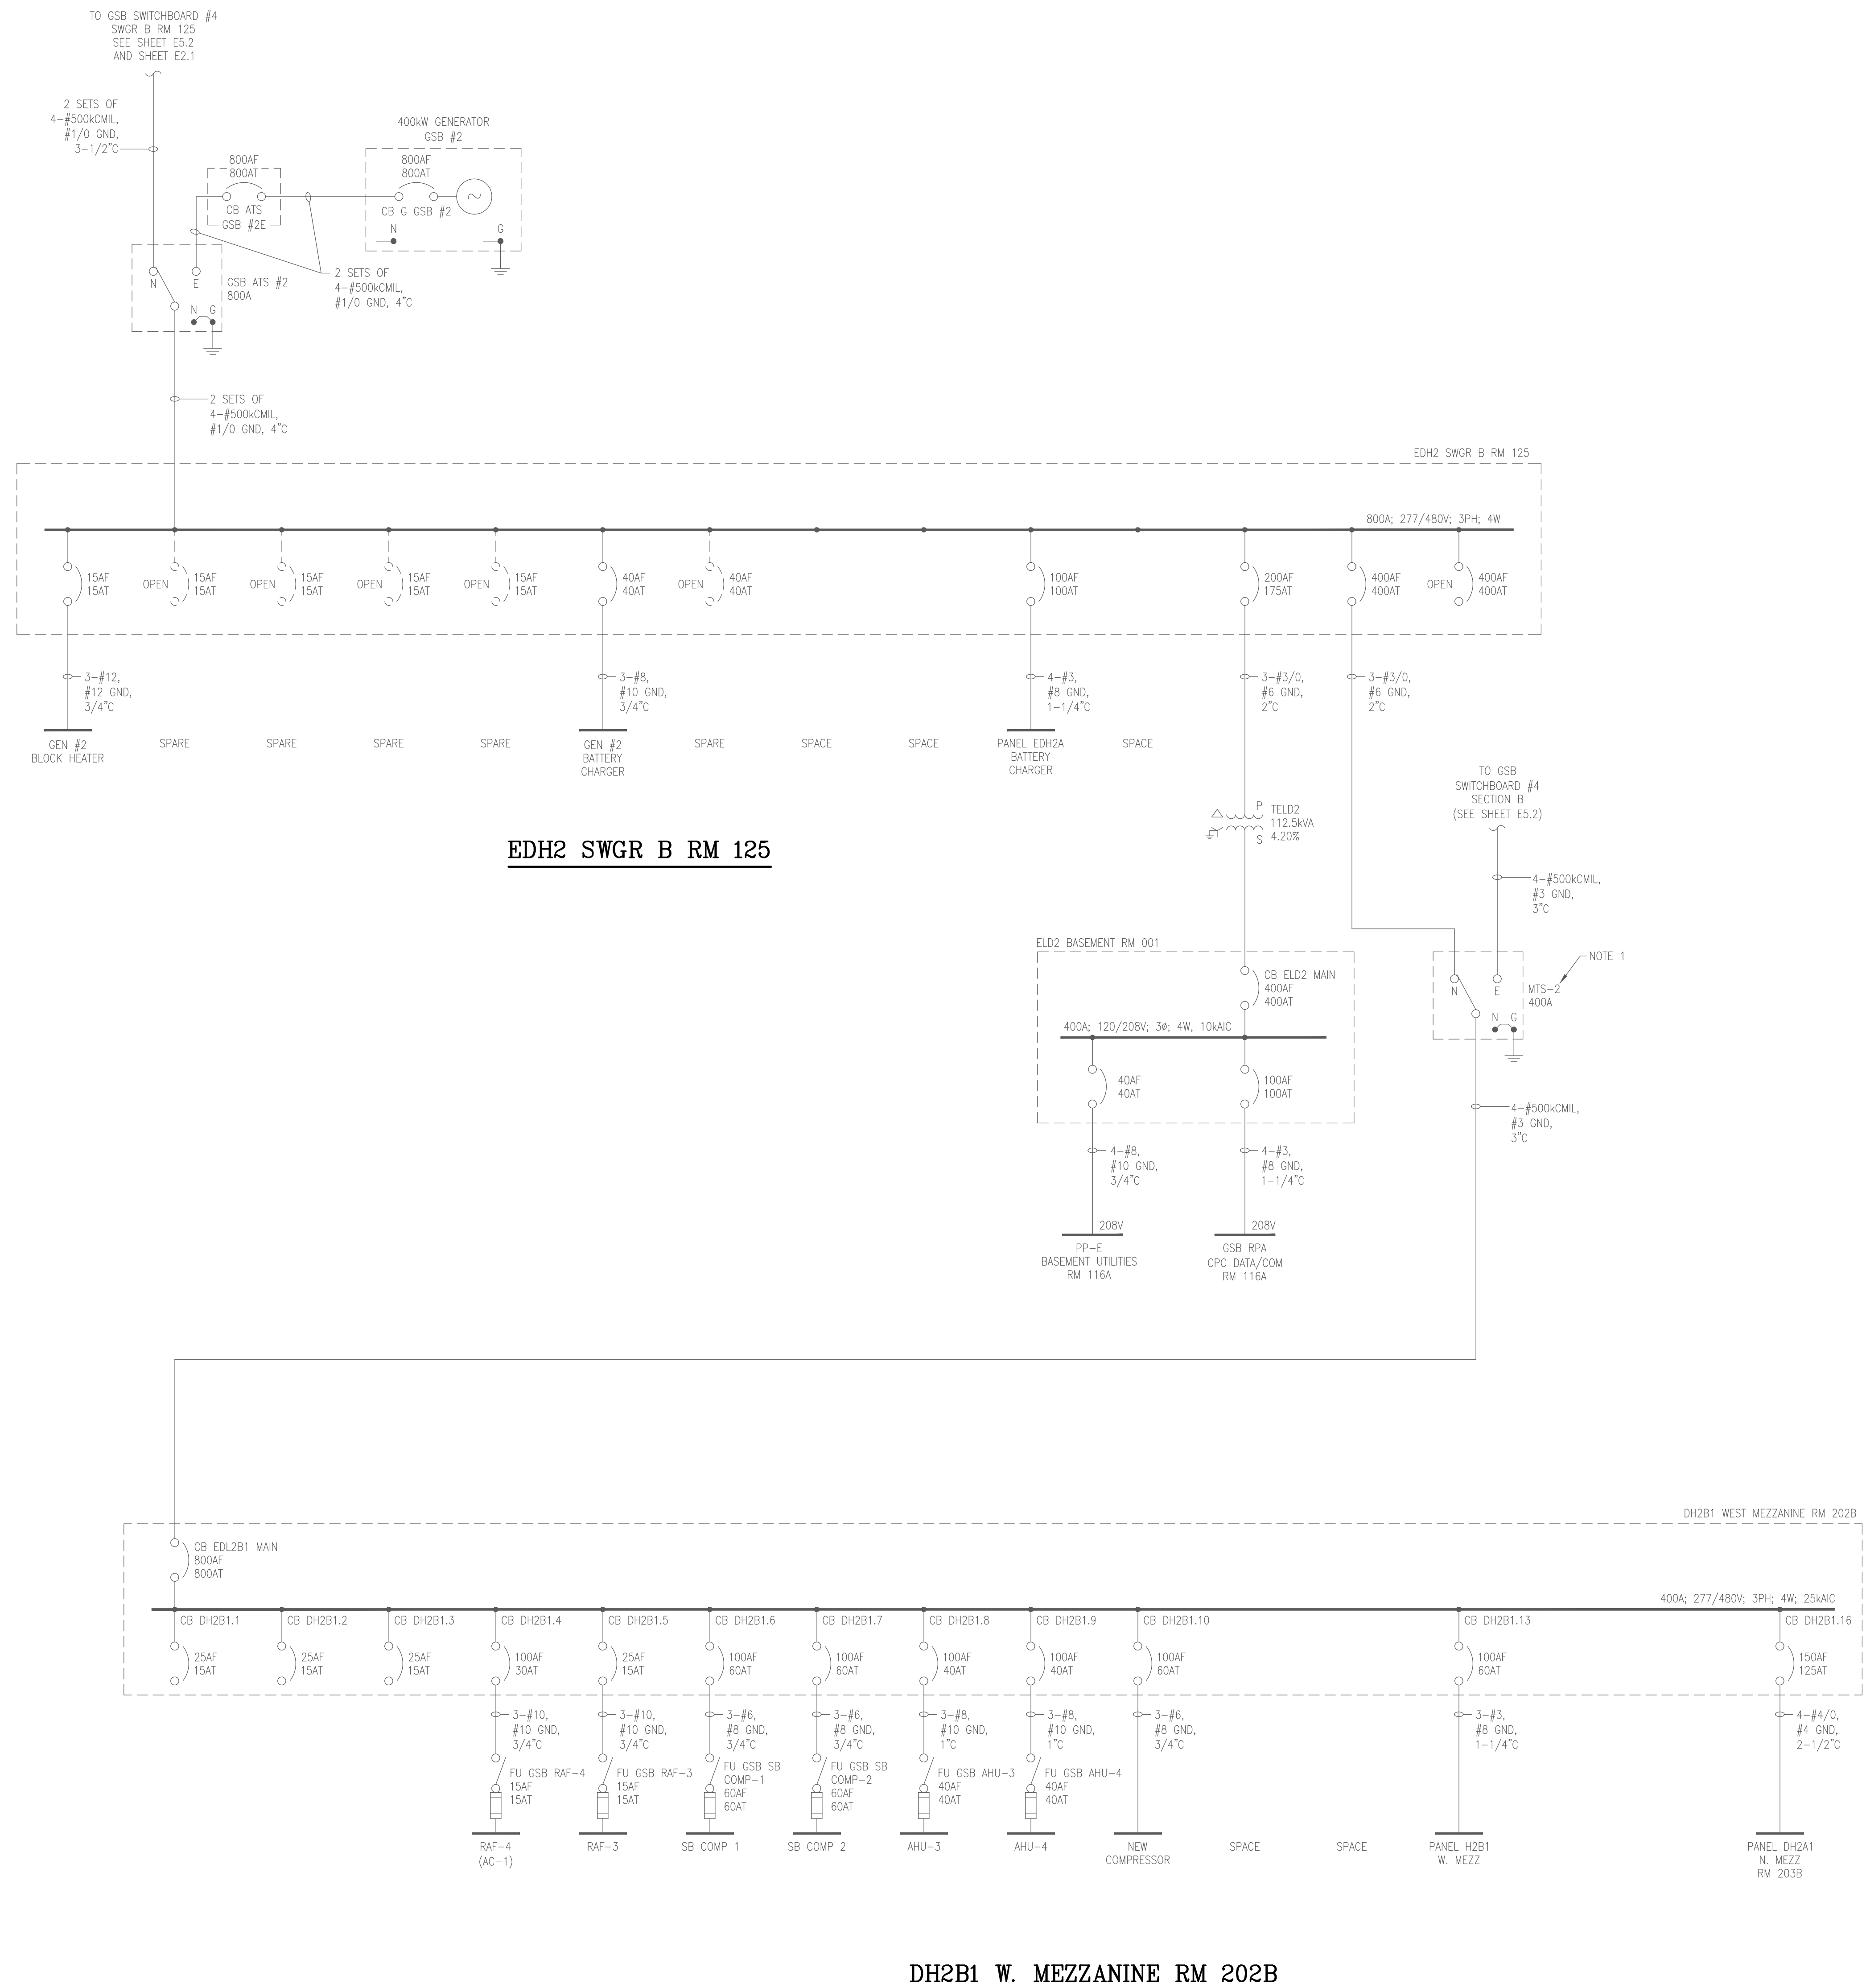 TO GSB SWITCHBOARD #4
SWGR B RM 125
SEE SHEET E5.2
AND SHEET E2.1
2 SETS OF
4-#500kCMIL,
#1/0 GND,
3-1/2"C
400kW GENERATOR
GSB #2
800AF
800AT
CB ATS
GSB #2E
800AF
800AT
CB G GSB #2
N
G
N
E
GSB ATS #2
800A
N G
2 SETS OF
4-#500kCMIL,
#1/0 GND, 4"C
2 SETS OF
4-#500kCMIL,
#1/0 GND, 4"C
EDH2 SWGR B RM 125
800A; 277/480V; 3PH; 4W
15AF
15AT
OPEN
15AF
15AT
OPEN
15AF
15AT
OPEN
15AF
15AT
OPEN
15AF
15AT
40AF
40AT
OPEN
40AF
40AT
100AF
100AT
200AF
175AT
400AF
400AT
OPEN
400AF
400AT
3-#12,
#12 GND,
3/4"C
3-#8,
#10 GND,
3/4"C
4-#3,
#8 GND,
1-1/4"C
3-#3/0,
#6 GND,
2"C
3-#3/0,
#6 GND,
2"C
GEN #2
BLOCK HEATER
SPARE
SPARE
SPARE
SPARE
GEN #2
BATTERY
CHARGER
SPARE
SPACE
SPACE
PANEL EDH2A
BATTERY
CHARGER
SPACE
TO GSB
SWITCHBOARD #4
SECTION B
(SEE SHEET E5.2)
P
S
TELD2
112.5kVA
4.20%
EDH2 SWGR B RM 125
4-#500kCMIL,
#3 GND,
3"C
ELD2 BASEMENT RM 001
CB ELD2 MAIN
400AF
400AT
400A; 120/208V; 3ø; 4W, 10kAIC
40AF
40AT
100AF
100AT
NOTE 1
N
E
MTS-2
400A
N G
4-#500kCMIL,
#3 GND,
3"C
4-#8,
#10 GND,
3/4"C
4-#3,
#8 GND,
1-1/4"C
208V
208V
PP-E
BASEMENT UTILITIES
RM 116A
GSB RPA
CPC DATA/COM
RM 116A
DH2B1 WEST MEZZANINE RM 202B
CB EDL2B1 MAIN
800AF
800AT
400A; 277/480V; 3PH; 4W; 25kAIC
CB DH2B1.1
CB DH2B1.2
CB DH2B1.3
CB DH2B1.4
CB DH2B1.5
CB DH2B1.6
CB DH2B1.7
CB DH2B1.8
CB DH2B1.9
CB DH2B1.10
CB DH2B1.13
CB DH2B1.16
25AF
15AT
25AF
15AT
25AF
15AT
100AF
30AT
25AF
15AT
100AF
60AT
100AF
60AT
100AF
40AT
100AF
40AT
100AF
60AT
100AF
60AT
150AF
125AT
3-#10,
#10 GND,
3/4"C
3-#10,
#10 GND,
3/4"C
3-#6,
#8 GND,
3/4"C
3-#6,
#8 GND,
3/4"C
3-#8,
#10 GND,
1"C
3-#8,
#10 GND,
1"C
3-#6,
#8 GND,
3/4"C
3-#3,
#8 GND,
1-1/4"C
4-#4/0,
#4 GND,
2-1/2"C
FU GSB RAF-4
15AF
15AT
FU GSB RAF-3
15AF
15AT
FU GSB SB
COMP-1
60AF
60AT
FU GSB SB
COMP-2
60AF
60AT
FU GSB AHU-3
40AF
40AT
FU GSB AHU-4
40AF
40AT
RAF-4
(AC-1)
RAF-3
SB COMP 1
SB COMP 2
AHU-3
AHU-4
NEW
COMPRESSOR
SPACE
SPACE
PANEL H2B1
W. MEZZ
PANEL DH2A1
N. MEZZ
RM 203B
DH2B1 W. MEZZANINE RM 202B